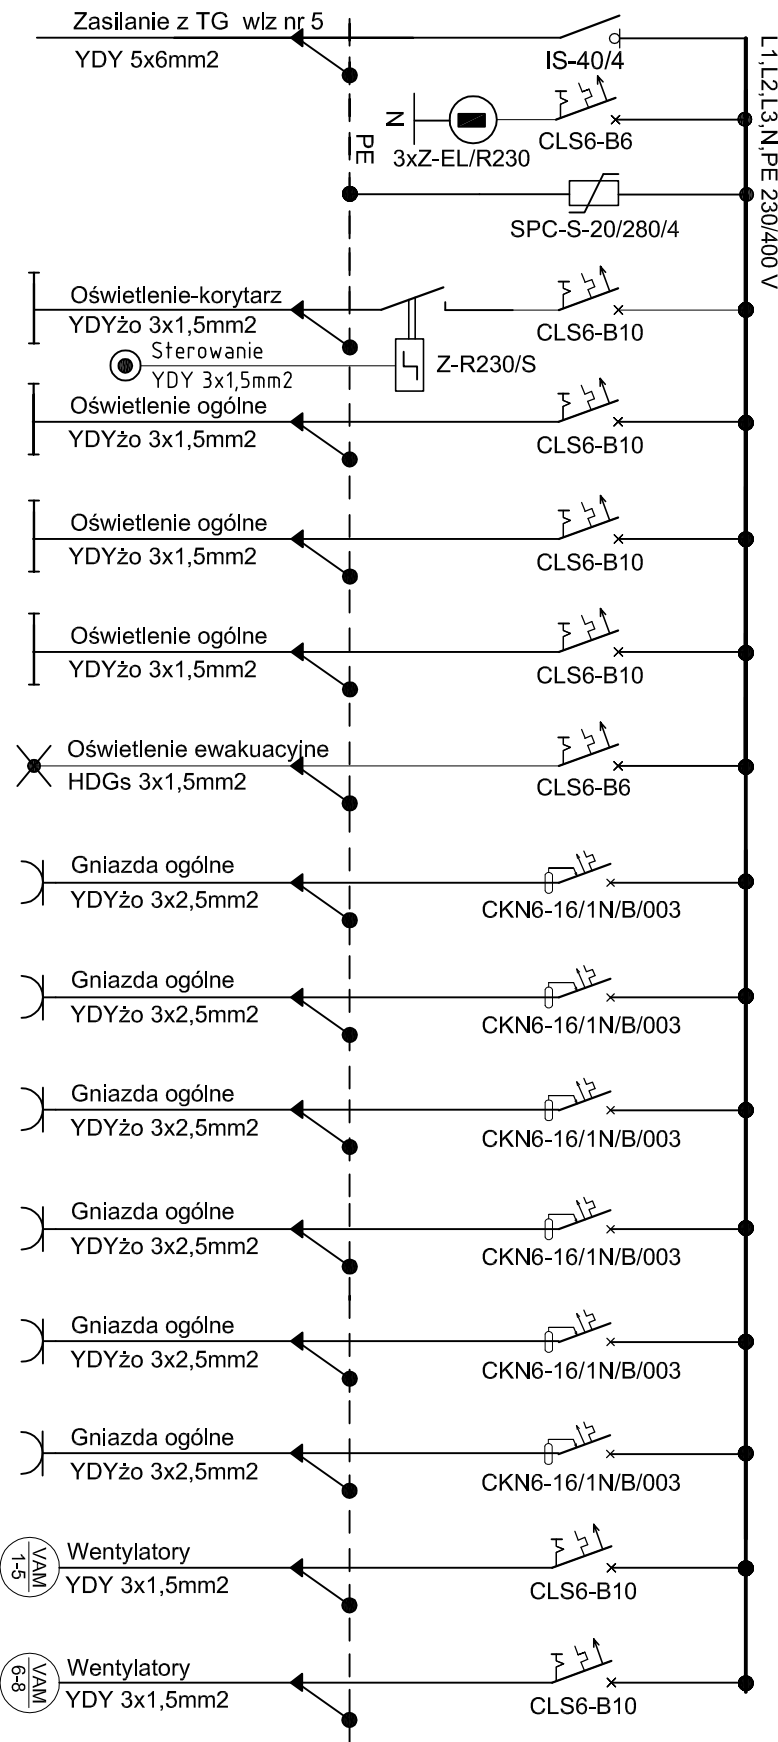 Zasilanie z TG wlz nr 5
YDY 5x6mm2
IS-40/4
L1,L2,L3,N,PE 230/400 V
N
3xZ-EL/R230
CLS6-B6
PE
SPC-S-20/280/4
Oświetlenie-korytarz
YDYżo 3x1,5mm2
CLS6-B10
Sterowanie
YDY 3x1,5mm2
Z-R230/S
Oświetlenie ogólne
YDYżo 3x1,5mm2
CLS6-B10
Oświetlenie ogólne
YDYżo 3x1,5mm2
CLS6-B10
Oświetlenie ogólne
YDYżo 3x1,5mm2
CLS6-B10
Oświetlenie ewakuacyjne
HDGs 3x1,5mm2
CLS6-B6
Gniazda ogólne
YDYżo 3x2,5mm2
CKN6-16/1N/B/003
Gniazda ogólne
YDYżo 3x2,5mm2
CKN6-16/1N/B/003
Gniazda ogólne
YDYżo 3x2,5mm2
CKN6-16/1N/B/003
Gniazda ogólne
YDYżo 3x2,5mm2
CKN6-16/1N/B/003
Gniazda ogólne
YDYżo 3x2,5mm2
CKN6-16/1N/B/003
Gniazda ogólne
YDYżo 3x2,5mm2
CKN6-16/1N/B/003
VAM
1-5
Wentylatory
YDY 3x1,5mm2
CLS6-B10
VAM
6-8
Wentylatory
YDY 3x1,5mm2
CLS6-B10